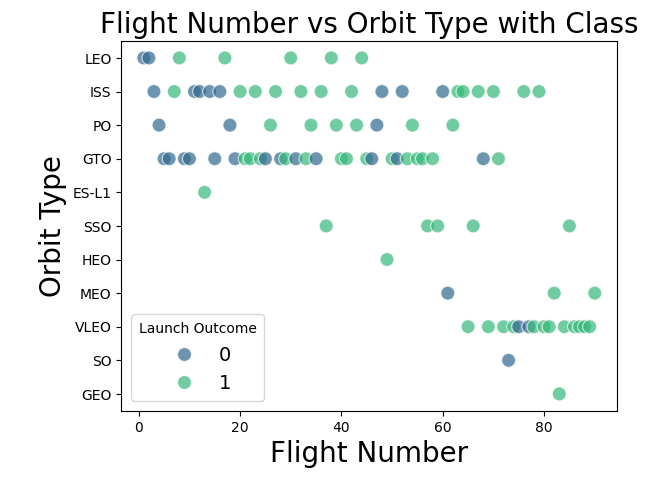 Flight Number vs Orbit Type with Class
Orbit Type
LEO
ISS
PO
GTO
ES-L1
SSO
HEO
MEO
VLEO
SO
GEO
Launch Outcome
0
1
0 20 40 60 80
Flight Number